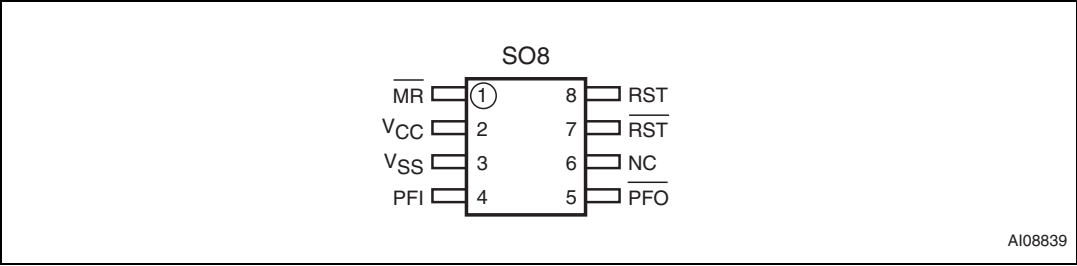 SO8
MR 1 8 RST
VCC 2 7 RST
VSS 3 6 NC
PFI 4 5 PFO
AI08839